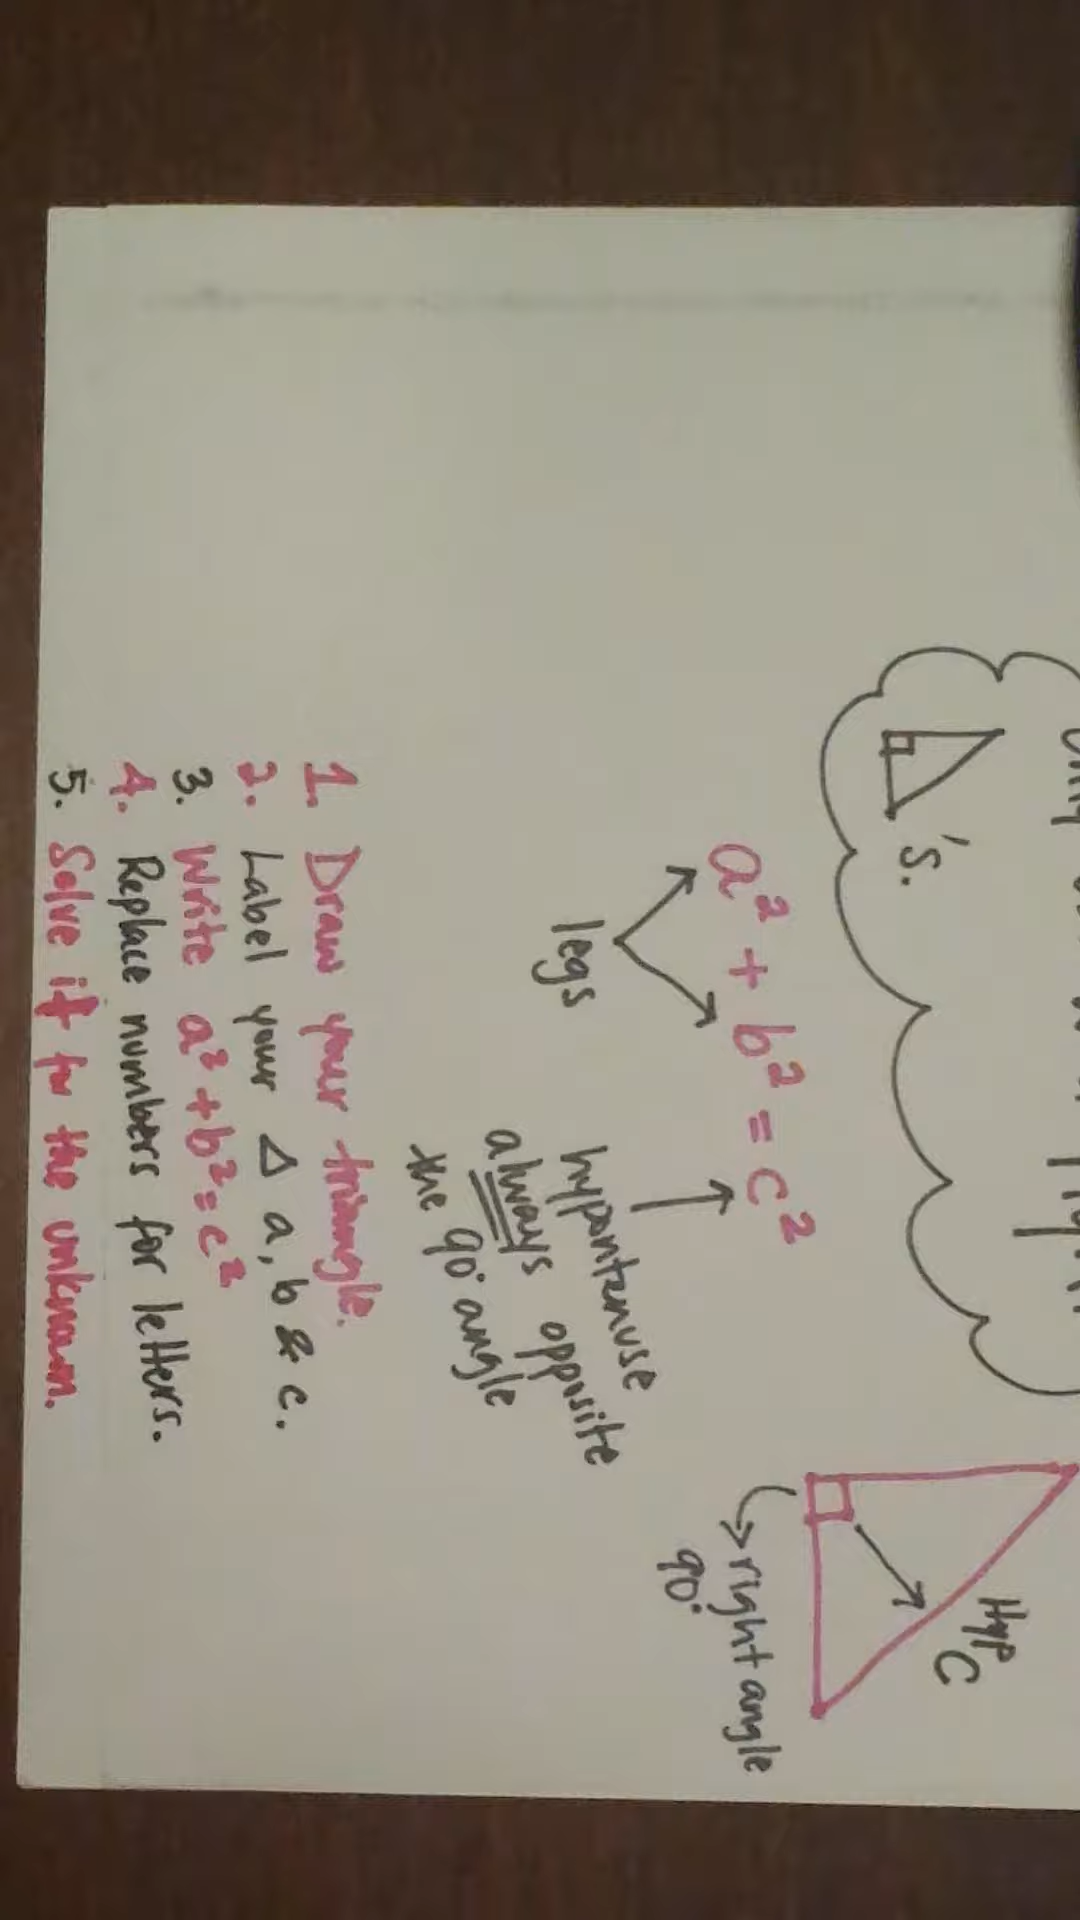 's.
a² + b² = c²
legs
hypontenuse
always opposite
the 90° angle
Hyp
C
right angle
90°
1. Draw your triangle.
2. Label your Δ a, b & c.
3. Write a² + b² = c²
4. Replace numbers for letters.
5. Solve it for the unknown.